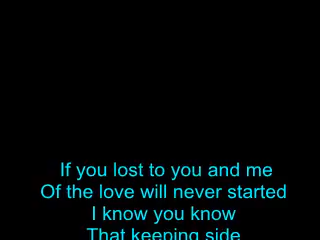 If you lost to you and me
Of the love will never started
I know you know
That keeping side